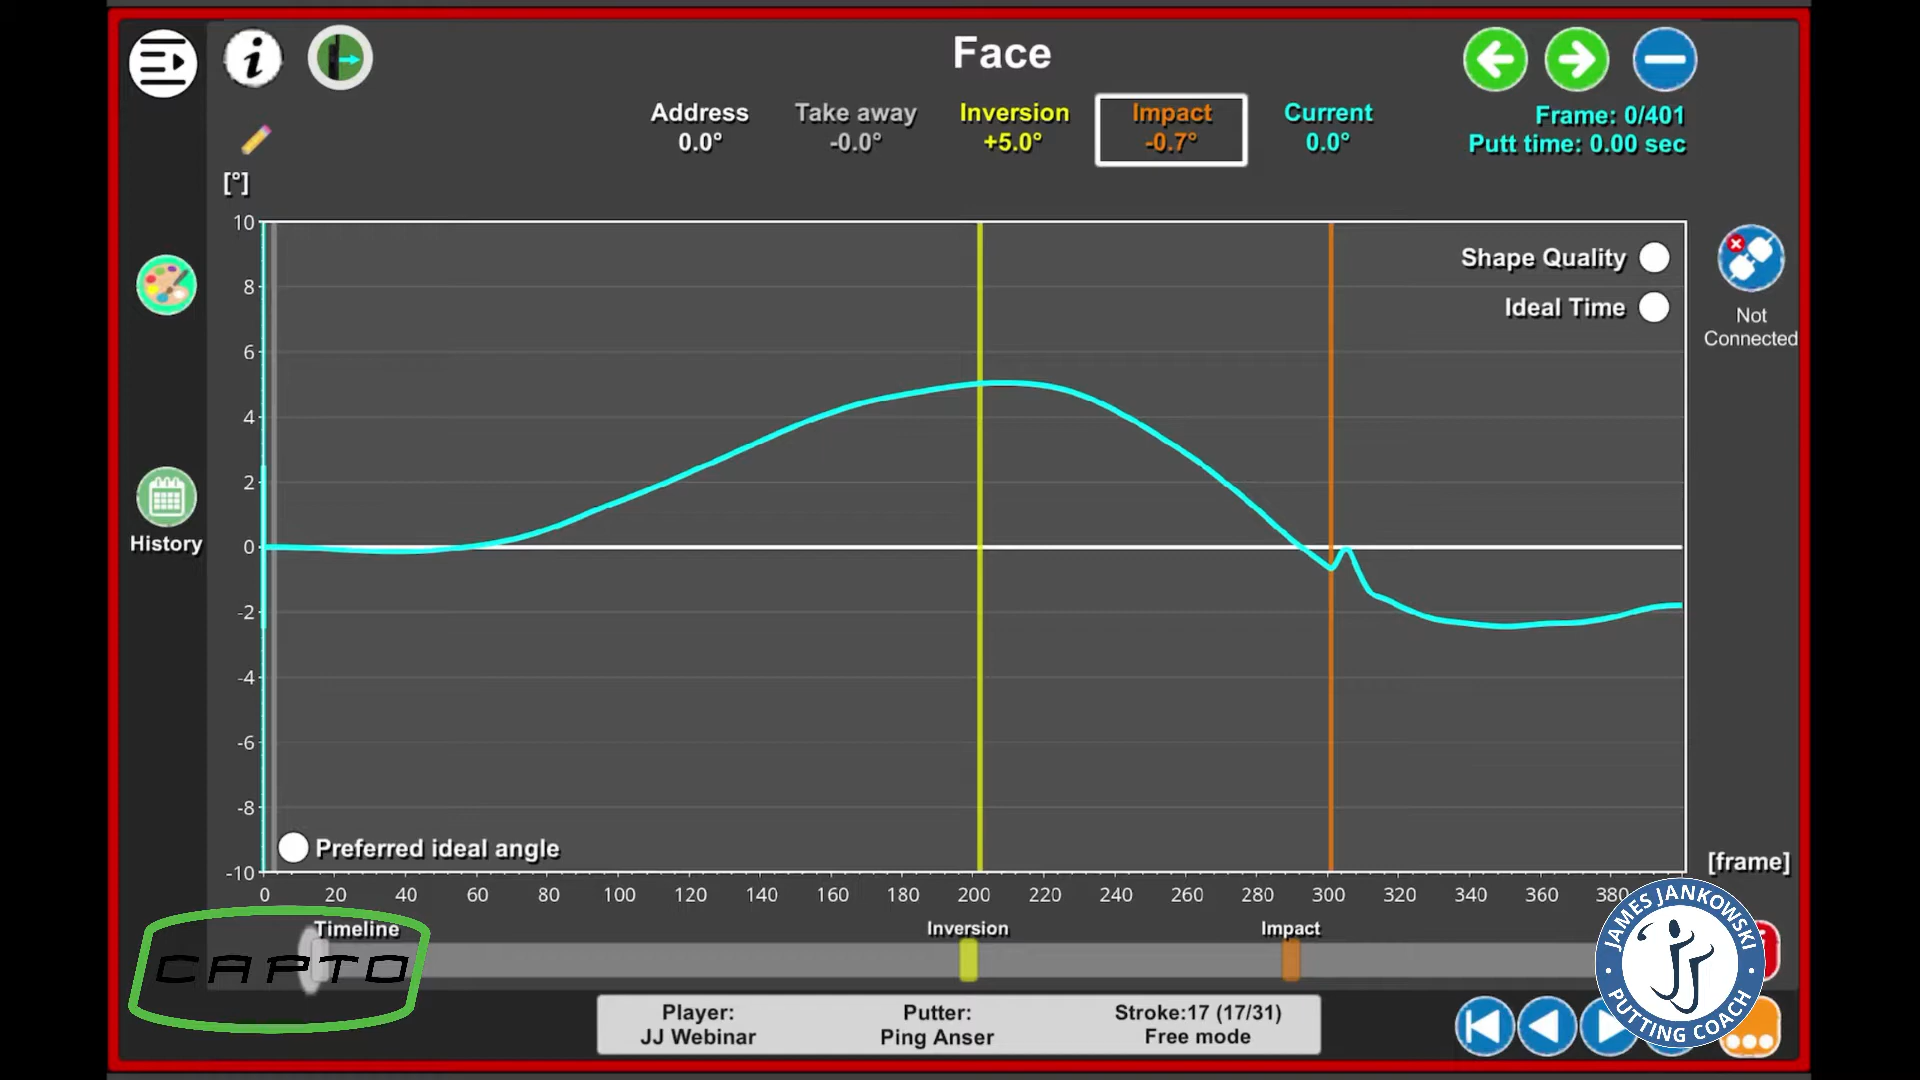 Face
Address
0.0°
Take away
-0.0°
Inversion
+5.0°
Impact
-0.7°
Current
0.0°
Frame: 0/401
Putt time: 0.00 sec
[°]
10
8
6
4
2
0
-2
-4
-6
-8
-10
Shape Quality
Ideal Time
Not
Connected
History
Preferred ideal angle
[frame]
0 20 40 60 80 100 120 140 160 180 200 220 240 260 280 300 320 340 360 380
Timeline
Inversion
Impact
CAPTO
Player:
JJ Webinar
Putter:
Ping Anser
Stroke:17 (17/31)
Free mode
JAMES JANKOWSKI
PUTTING COACH